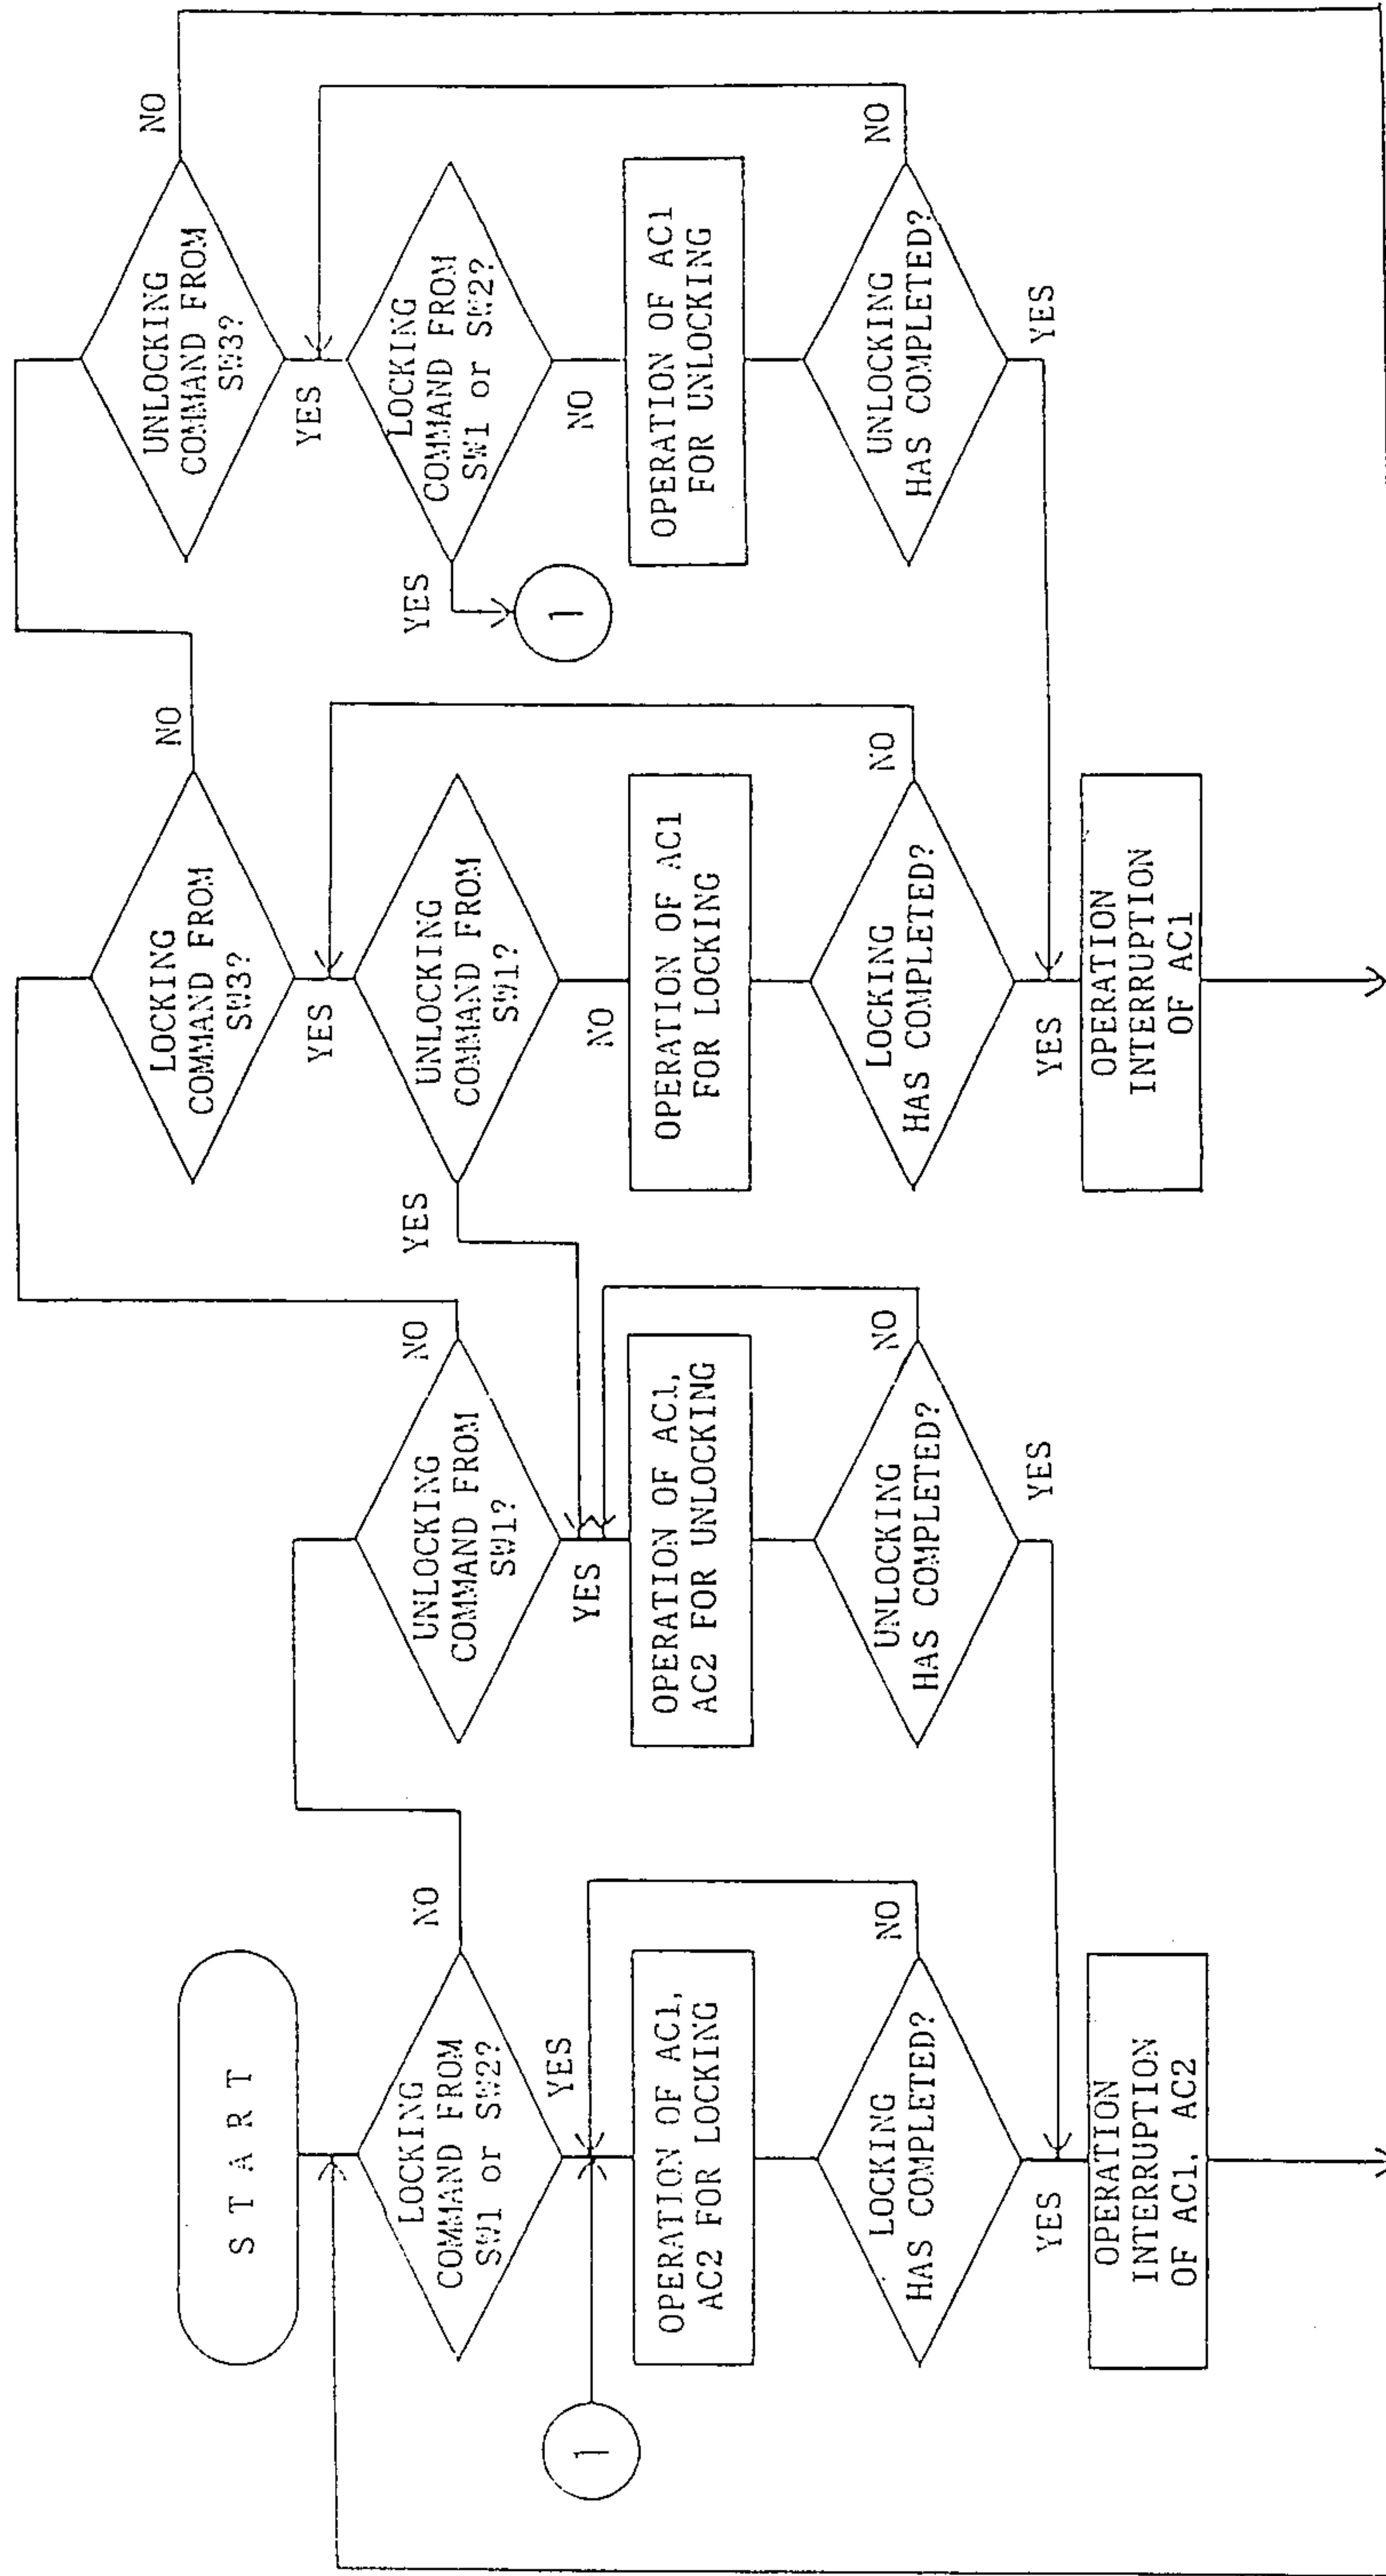 S T A R T
LOCKING
COMMAND FROM
SW1 or SW2?
NO
YES
1
OPERATION OF AC1,
AC2 FOR LOCKING
LOCKING
HAS COMPLETED?
NO
YES
OPERATION
INTERRUPTION
OF AC1, AC2
UNLOCKING
COMMAND FROM
SW1?
NO
YES
OPERATION OF AC1,
AC2 FOR UNLOCKING
UNLOCKING
HAS COMPLETED?
NO
YES
LOCKING
COMMAND FROM
SW3?
NO
YES
UNLOCKING
COMMAND FROM
SW1?
YES
NO
OPERATION OF AC1
FOR LOCKING
LOCKING
HAS COMPLETED?
NO
YES
OPERATION
INTERRUPTION
OF AC1
UNLOCKING
COMMAND FROM
SW3?
NO
YES
LOCKING
COMMAND FROM
SW1 or SW2?
YES
1
NO
OPERATION OF AC1
FOR UNLOCKING
UNLOCKING
HAS COMPLETED?
NO
YES